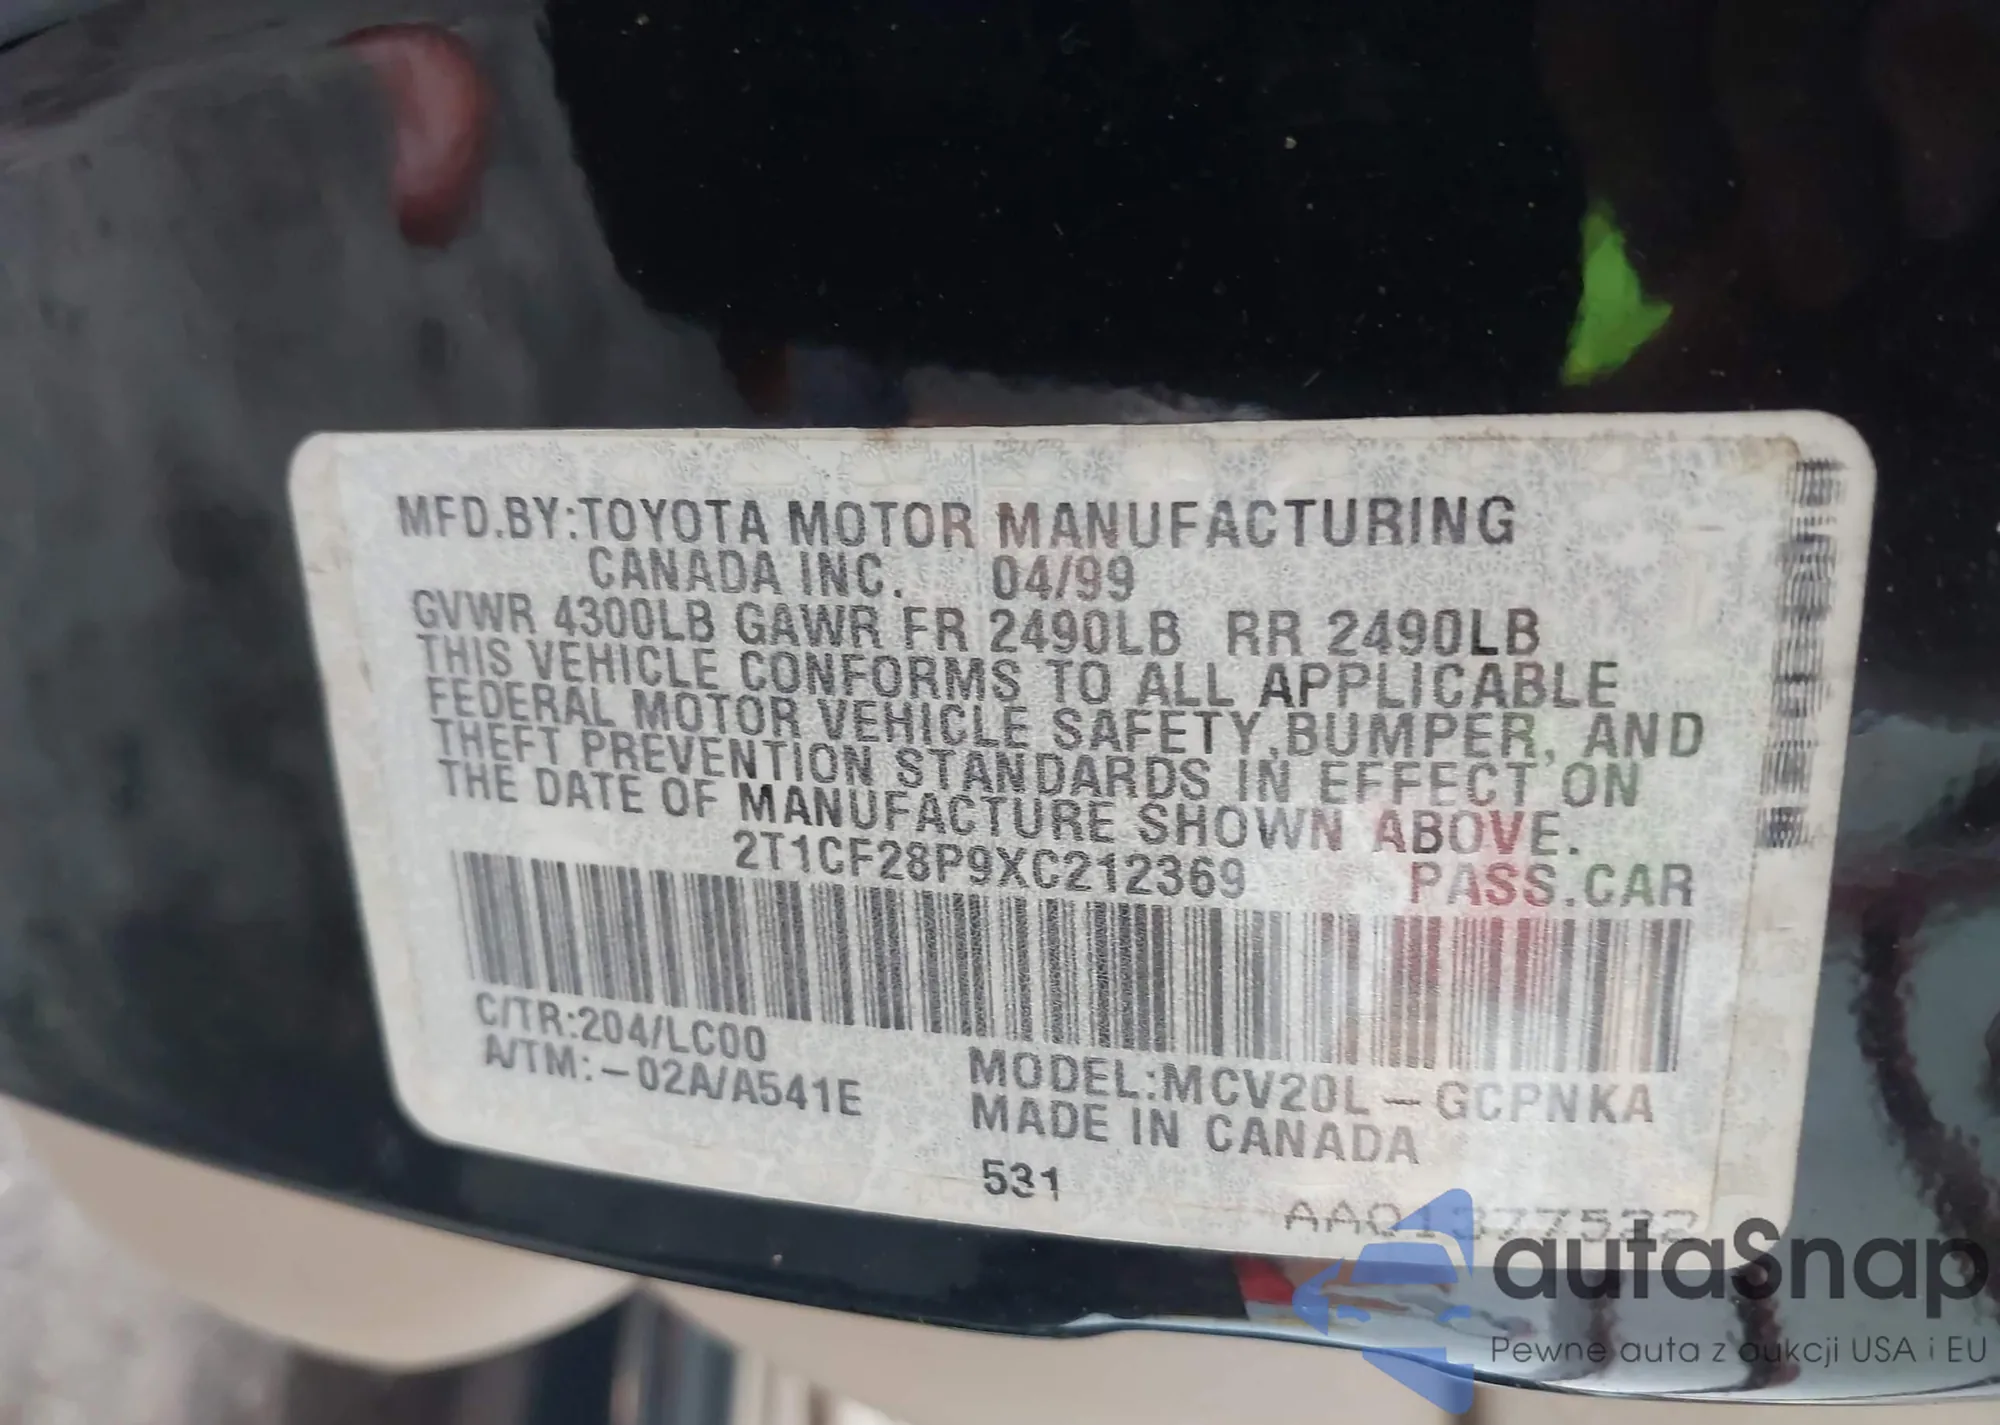 MFD.BY:TOYOTA MOTOR MANUFACTURING
CANADA INC. 04/99
GVWR 4300LB GAWR FR 2490LB RR 2490LB
THIS VEHICLE CONFORMS TO ALL APPLICABLE
FEDERAL MOTOR VEHICLE SAFETY,BUMPER, AND
THEFT PREVENTION STANDARDS IN EFFECT ON
THE DATE OF MANUFACTURE SHOWN ABOVE.
2T1CF28P9XC212369 PASS.CAR
C/TR:204/LC00
A/TM:-02A/A541E
MODEL:MCV20L-GCPNKA
MADE IN CANADA
531
AA01377532
autaSnap
Pewne auta z aukcji USA i EU